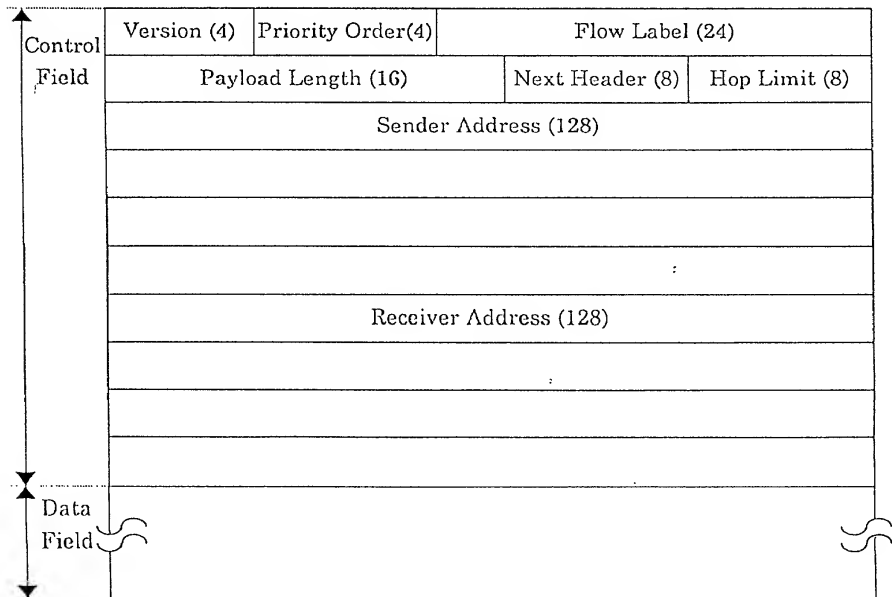 Control Field
Version (4)
Priority Order(4)
Flow Label (24)
Payload Length (16)
Next Header (8)
Hop Limit (8)
Sender Address (128)
Receiver Address (128)
Data
Field